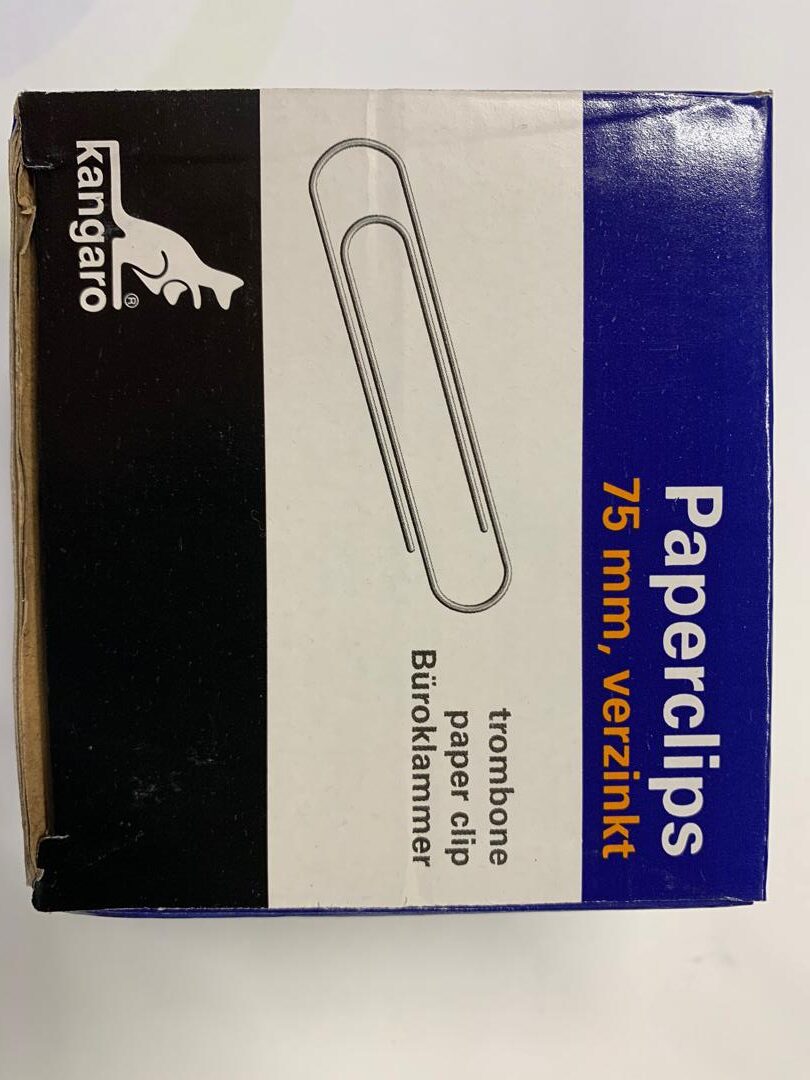 Paperclips
75 mm, verzinkt
trombone
paper clip
Büroklammer
kangaro®